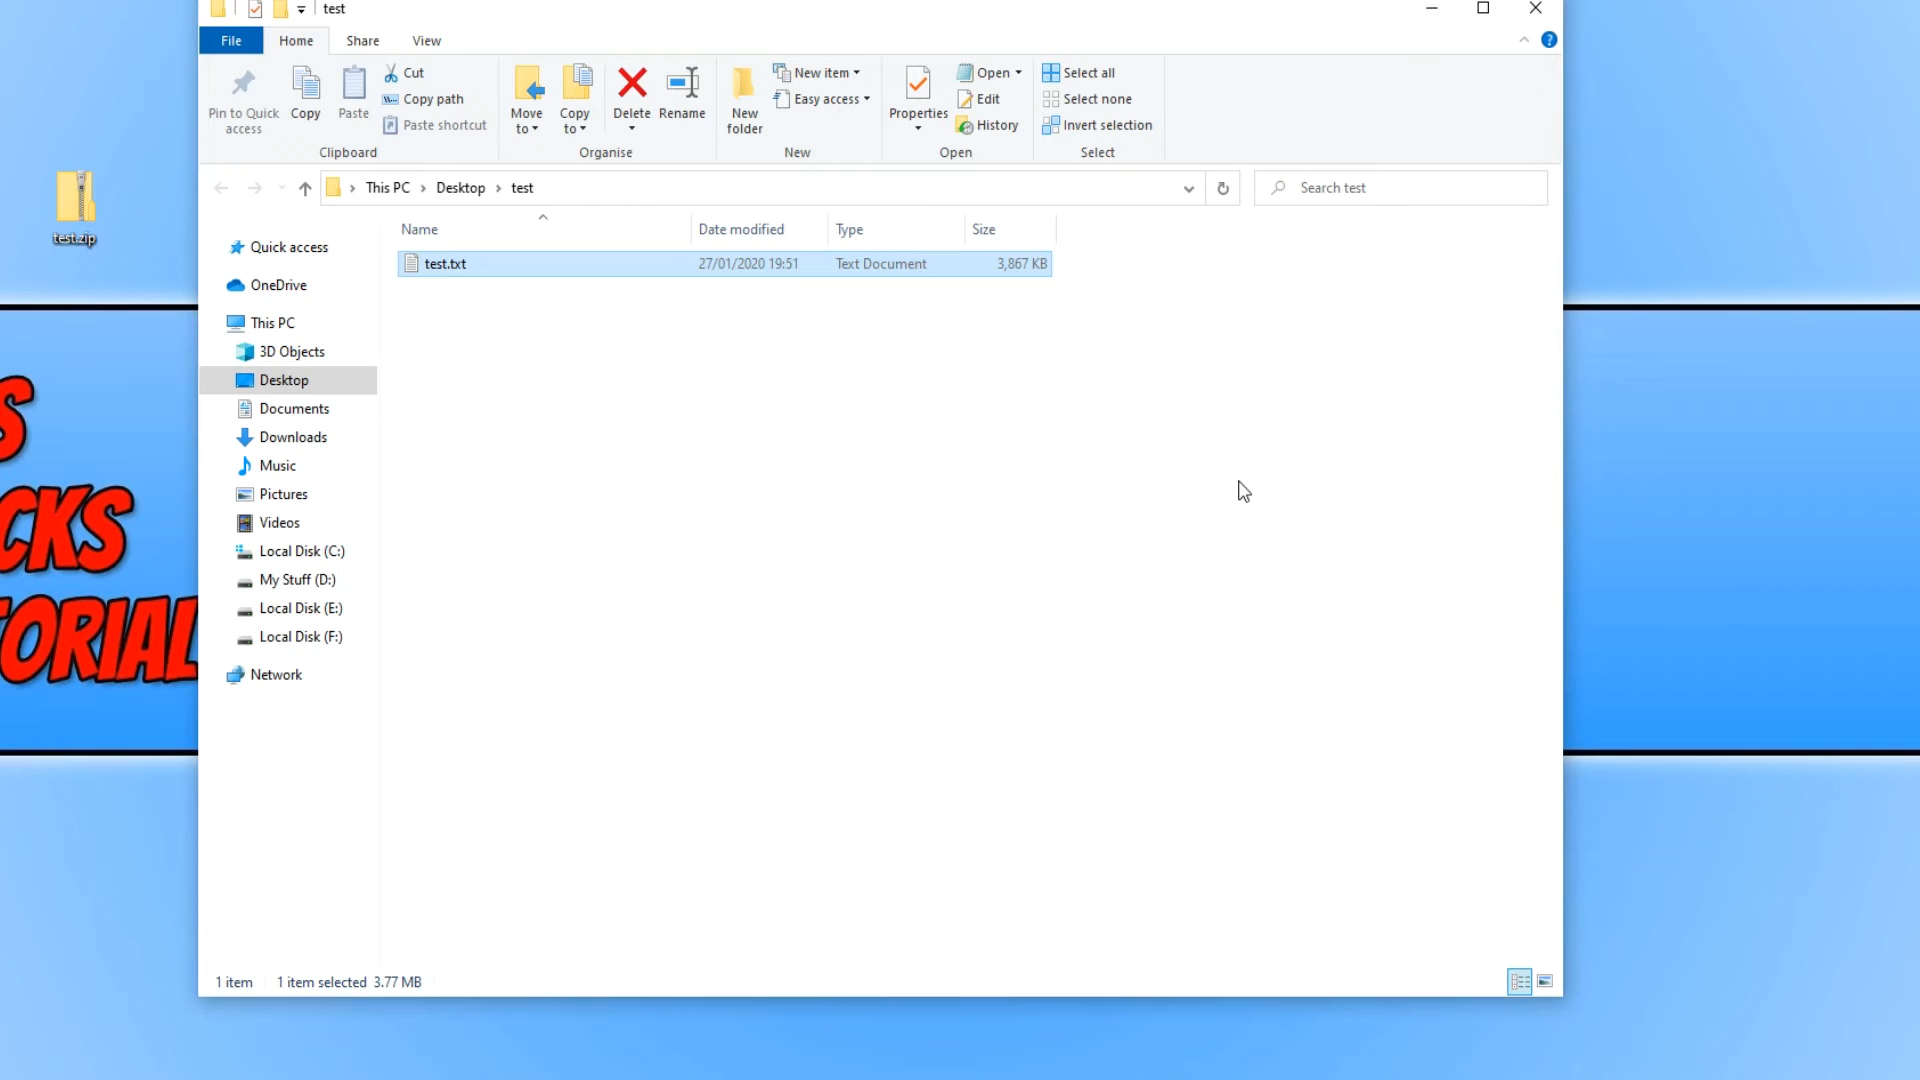 test
File Home Share View
Pin to Quick access
Copy
Paste
Cut
Copy path
Paste shortcut
Clipboard
Move to
Copy to
Delete
Rename
Organise
New folder
New item
Easy access
New
Properties
Open
Edit
History
Open
Select all
Select none
Invert selection
Select
This PC > Desktop > test
Search test
test.zip
Name Date modified Type Size
test.txt 27/01/2020 19:51 Text Document 3,867 KB
Quick access
OneDrive
This PC
3D Objects
Desktop
Documents
Downloads
Music
Pictures
Videos
Local Disk (C:)
My Stuff (D:)
Local Disk (E:)
Local Disk (F:)
Network
S
CKS
TORIAL
1 item 1 item selected 3.77 MB